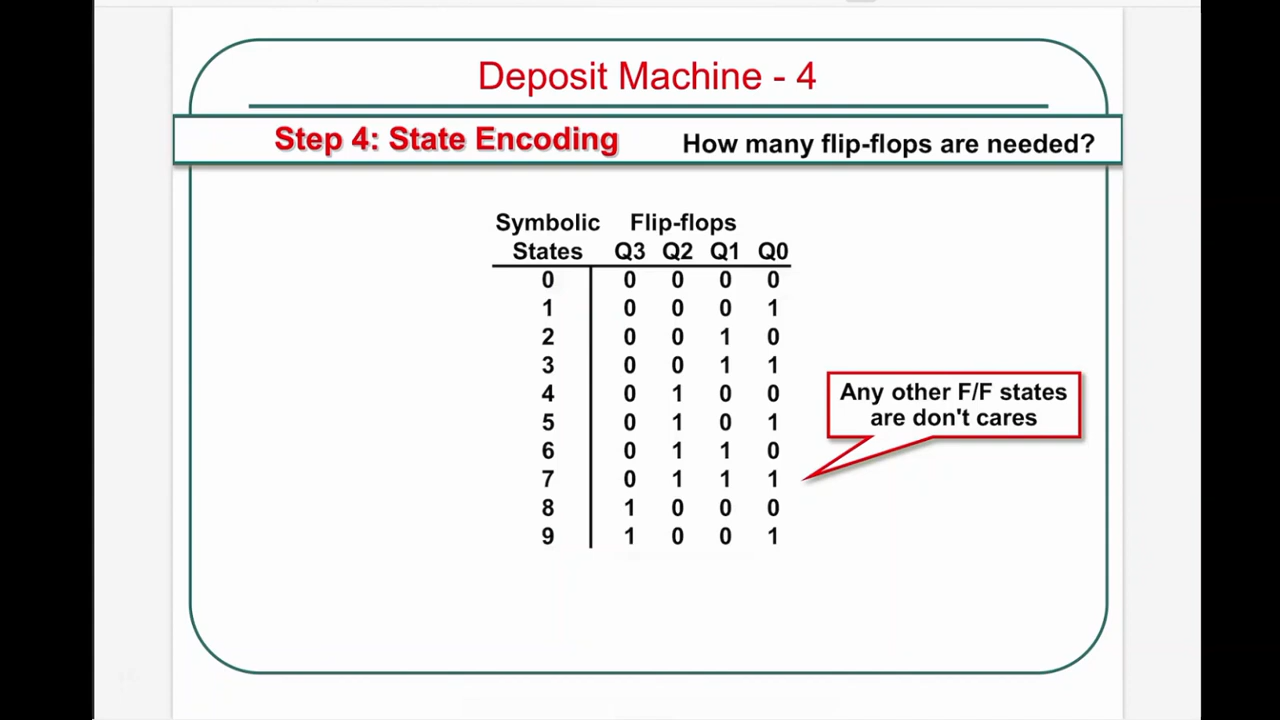 Deposit Machine - 4
Step 4: State Encoding How many flip-flops are needed?
Symbolic Flip-flops
States Q3 Q2 Q1 Q0
0 0 0 0 0
1 0 0 0 1
2 0 0 1 0
3 0 0 1 1
4 0 1 0 0
5 0 1 0 1
6 0 1 1 0
7 0 1 1 1
8 1 0 0 0
9 1 0 0 1
Any other F/F states
are don't cares